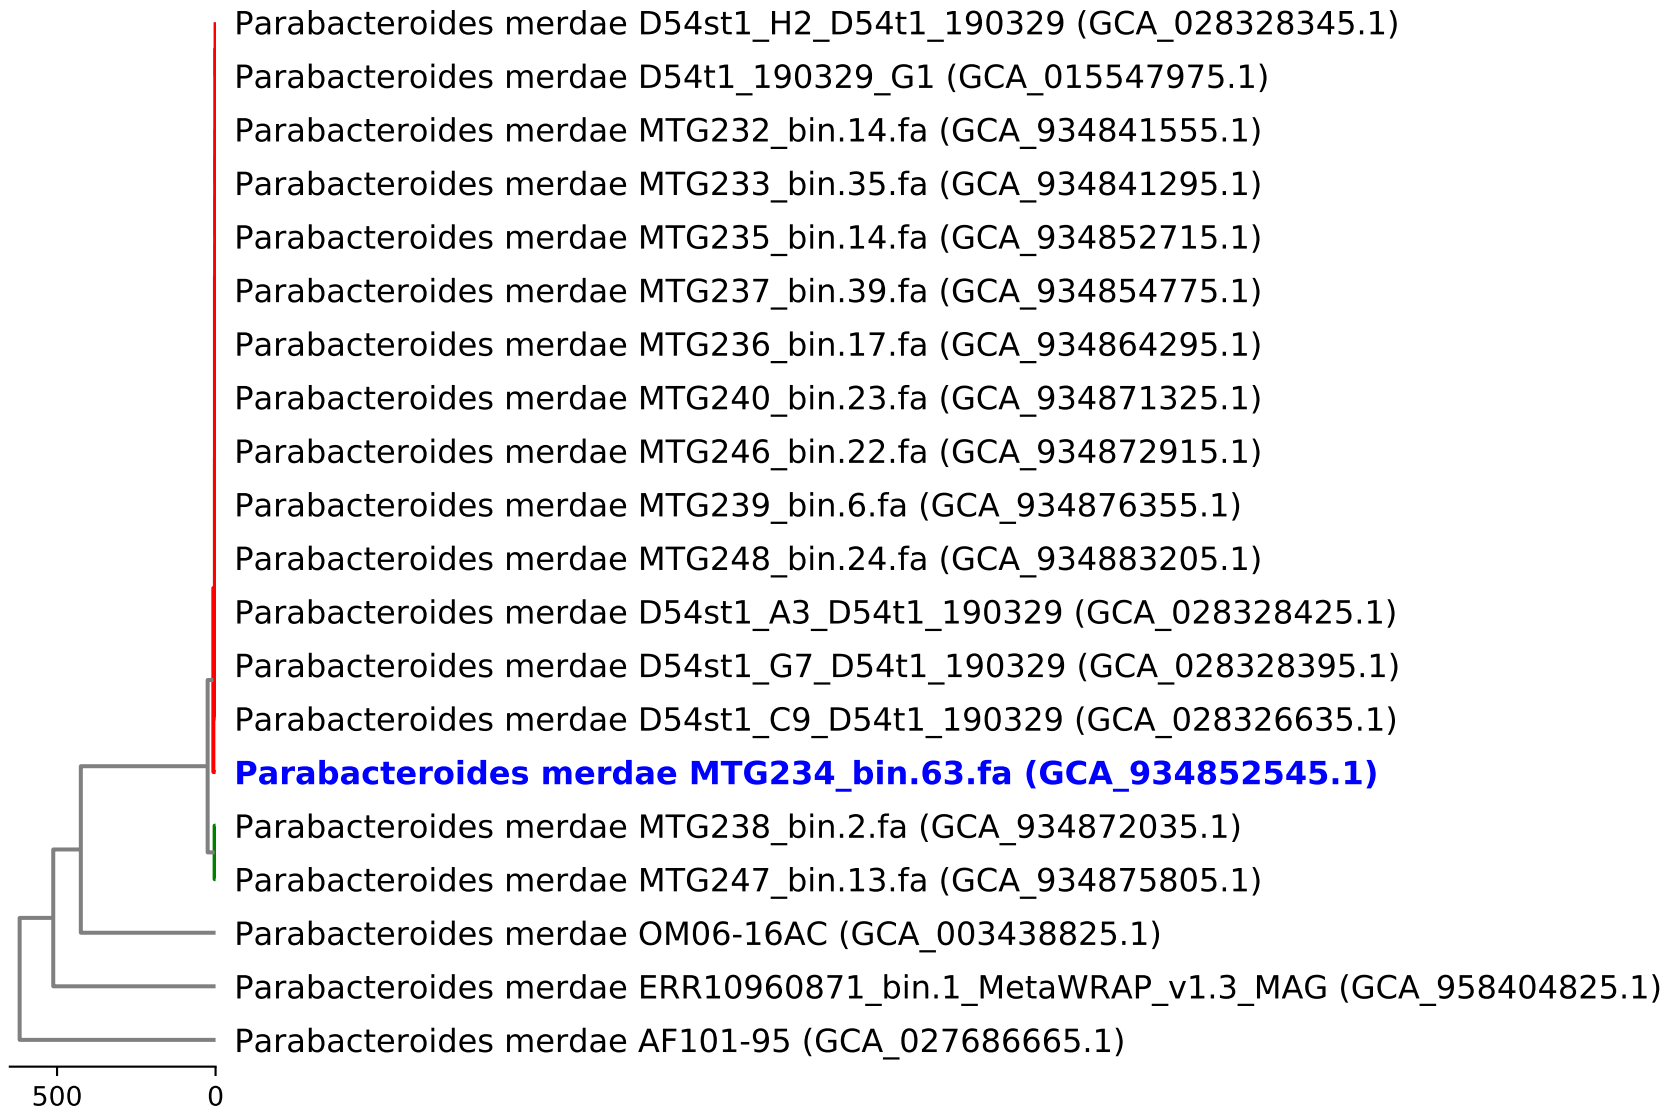 Parabacteroides merdae D54st1_H2_D54t1_190329 (GCA_028328345.1)
Parabacteroides merdae D54t1_190329_G1 (GCA_015547975.1)
Parabacteroides merdae MTG232_bin.14.fa (GCA_934841555.1)
Parabacteroides merdae MTG233_bin.35.fa (GCA_934841295.1)
Parabacteroides merdae MTG235_bin.14.fa (GCA_934852715.1)
Parabacteroides merdae MTG237_bin.39.fa (GCA_934854775.1)
Parabacteroides merdae MTG236_bin.17.fa (GCA_934864295.1)
Parabacteroides merdae MTG240_bin.23.fa (GCA_934871325.1)
Parabacteroides merdae MTG246_bin.22.fa (GCA_934872915.1)
Parabacteroides merdae MTG239_bin.6.fa (GCA_934876355.1)
Parabacteroides merdae MTG248_bin.24.fa (GCA_934883205.1)
Parabacteroides merdae D54st1_A3_D54t1_190329 (GCA_028328425.1)
Parabacteroides merdae D54st1_G7_D54t1_190329 (GCA_028328395.1)
Parabacteroides merdae D54st1_C9_D54t1_190329 (GCA_028326635.1)
Parabacteroides merdae MTG234_bin.63.fa (GCA_934852545.1)
Parabacteroides merdae MTG238_bin.2.fa (GCA_934872035.1)
Parabacteroides merdae MTG247_bin.13.fa (GCA_934875805.1)
Parabacteroides merdae OM06-16AC (GCA_003438825.1)
Parabacteroides merdae ERR10960871_bin.1_MetaWRAP_v1.3_MAG (GCA_958404825.1)
Parabacteroides merdae AF101-95 (GCA_027686665.1)
500 0